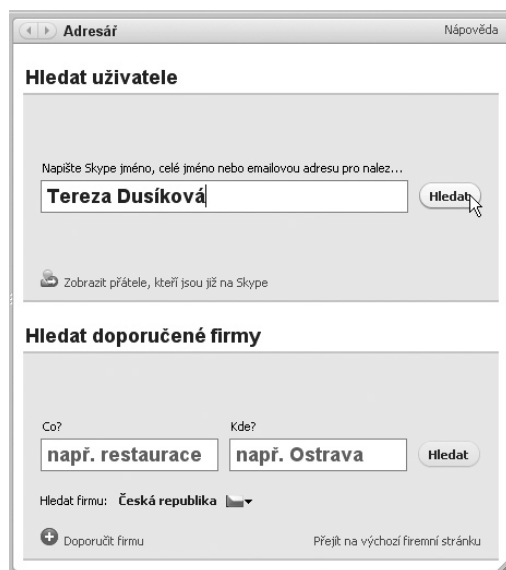 Adresář Nápověda
Hledat uživatele
Napište Skype jméno, celé jméno nebo emailovou adresu pro nalez...
Tereza Dusíková Hledat
Zobrazit přátele, kteří jsou již na Skype
Hledat doporučené firmy
Co? Kde?
např. restaurace např. Ostrava Hledat
Hledat firmu: Česká republika
Doporučit firmu Přejít na výchozí firemní stránku